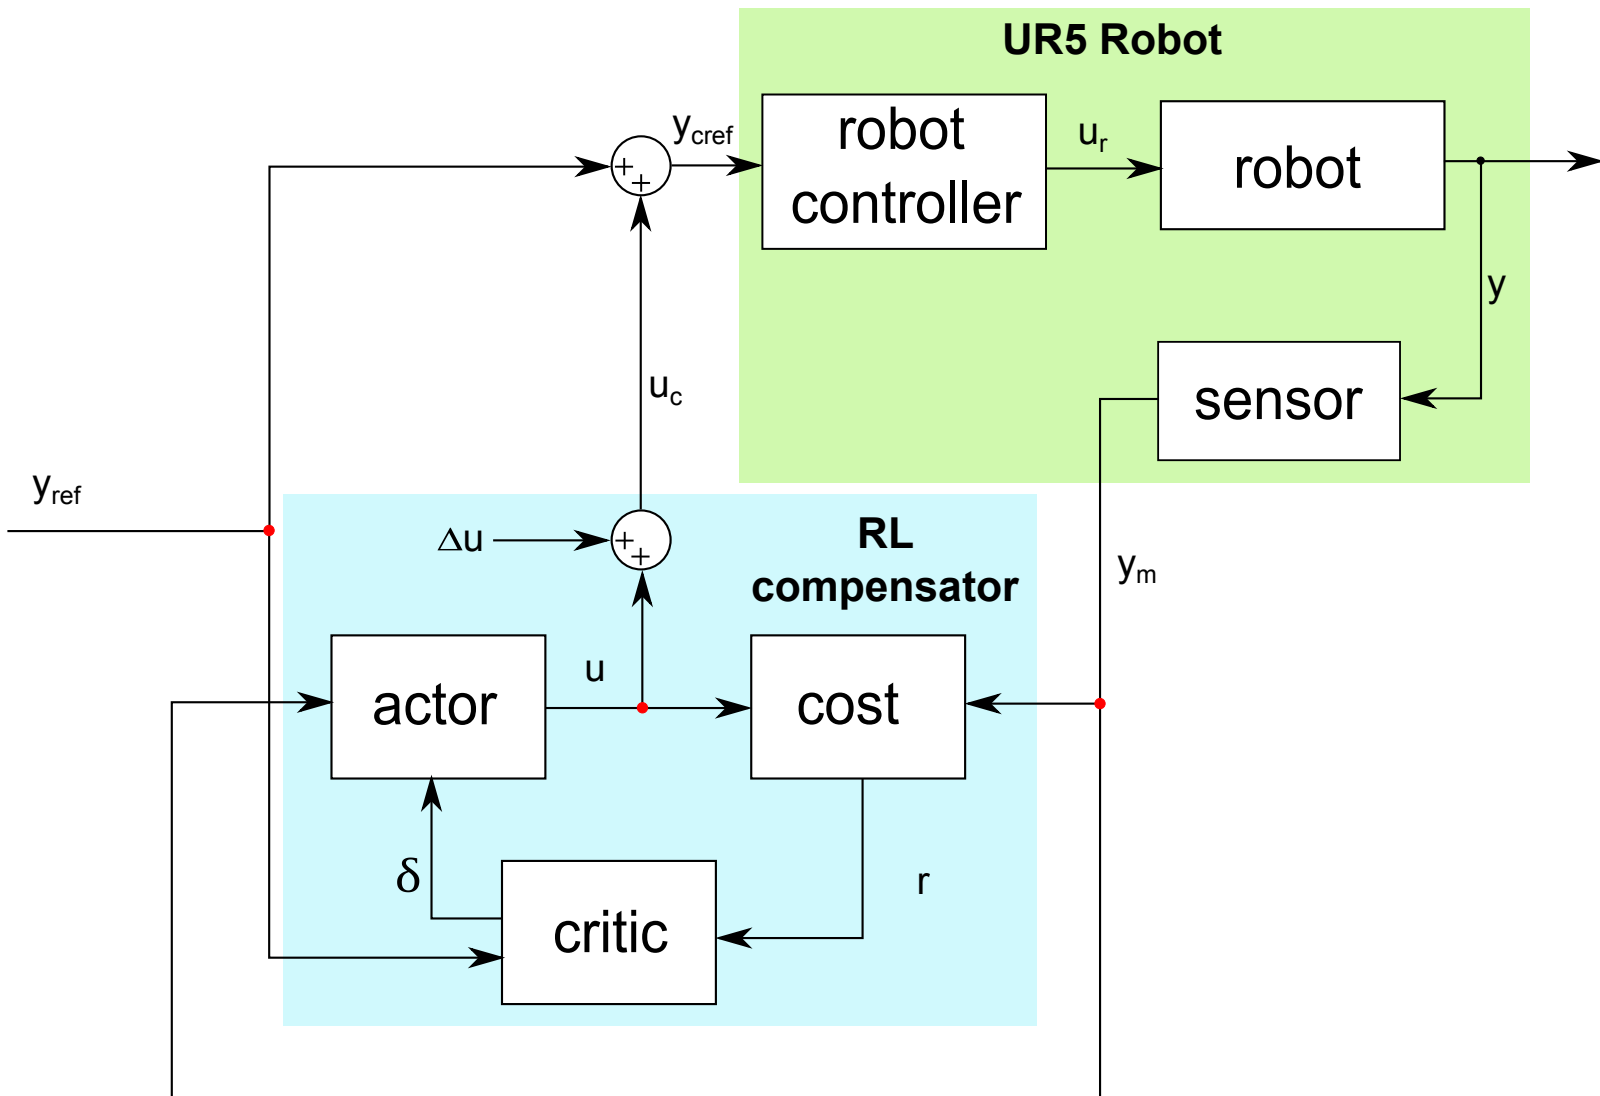 UR5 Robot
y_cref
robot
controller
u_r
robot
+
+
y
u_c
sensor
y_ref
Δu
+
+
RL
compensator
y_m
actor
u
cost
δ
critic
r